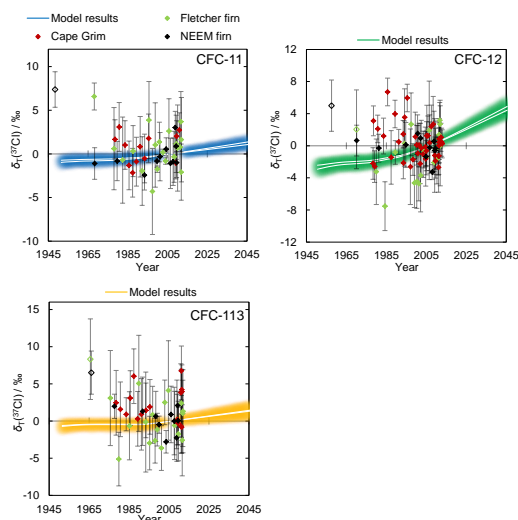 Model results Fletcher firn
Cape Grim NEEM firn
CFC-11
15
10
5
0
-5
-10
1945 1965 1985 2005 2025 2045
Year
δT(37Cl) / ‰
Model results
CFC-12
12
8
4
0
-4
-8
-12
1945 1965 1985 2005 2025 2045
Year
δT(37Cl) / ‰
Model results
CFC-113
15
10
5
0
-5
-10
1945 1965 1985 2005 2025 2045
Year
δT(37Cl) / ‰